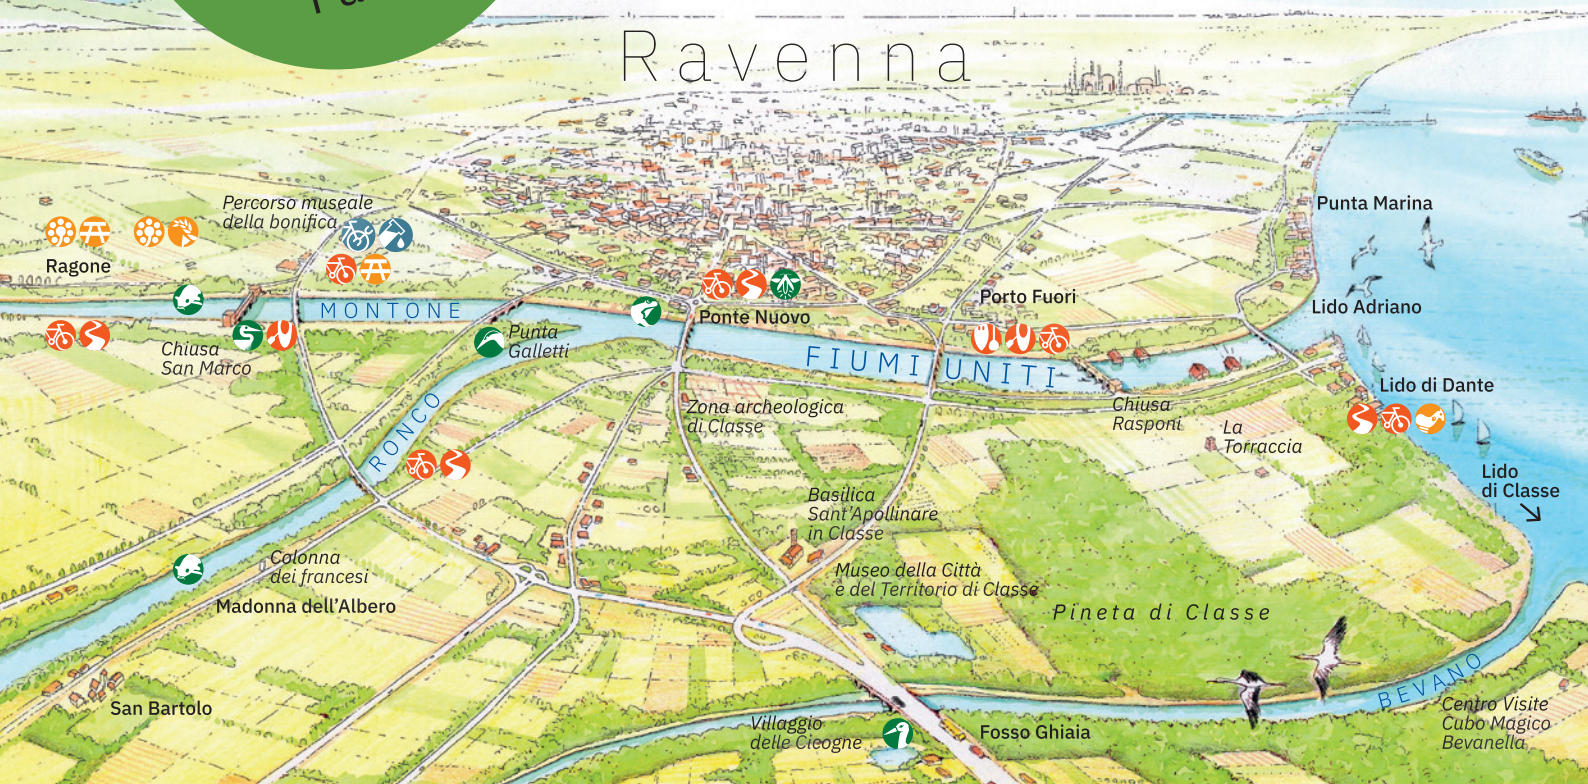 Ravenna
Percorso museale
della bonifica
Punta Marina
Ragone
Porto Fuori
Lido Adriano
MONTONE
Ponte Nuovo
Punta
Galletti
Chiusa
San Marco
FIUMI UNITI
Lido di Dante
RONCO
Zona archeologica
di Classe
Chiusa
Rasponi
La
Torraccia
Lido
di Classe
Basilica
Sant'Apollinare
in Classe
Colonna
dei francesi
Museo della Città
e del Territorio di Classe
Madonna dell'Albero
Pineta di Classe
BEVANO
San Bartolo
Centro Visite
Cubo Magico
Bevanella
Villaggio
delle Cicogne
Fosso Ghiaia